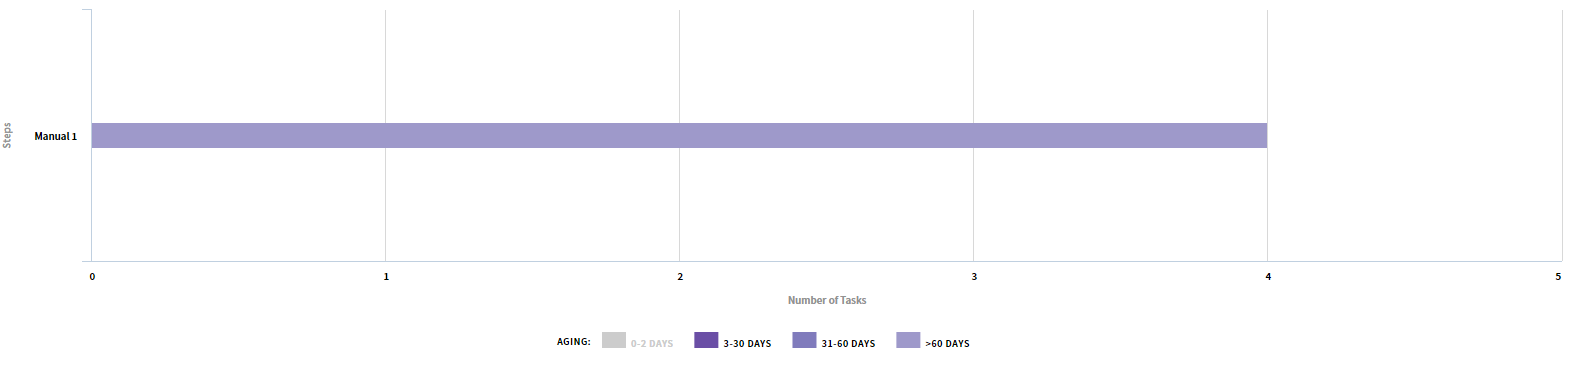 Steps
Manual 1
0 1 2 3 4 5
Number of Tasks
AGING: 0-2 DAYS 3-30 DAYS 31-60 DAYS >60 DAYS